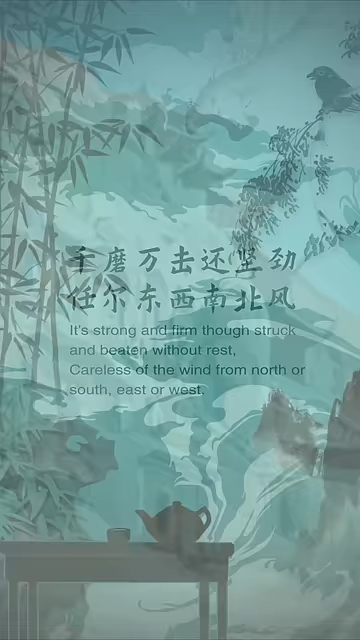 千磨万击还坚劲
任尔东西南北风
It's strong and firm though struck
and beaten without rest,
Careless of the wind from north or
south, east or west.